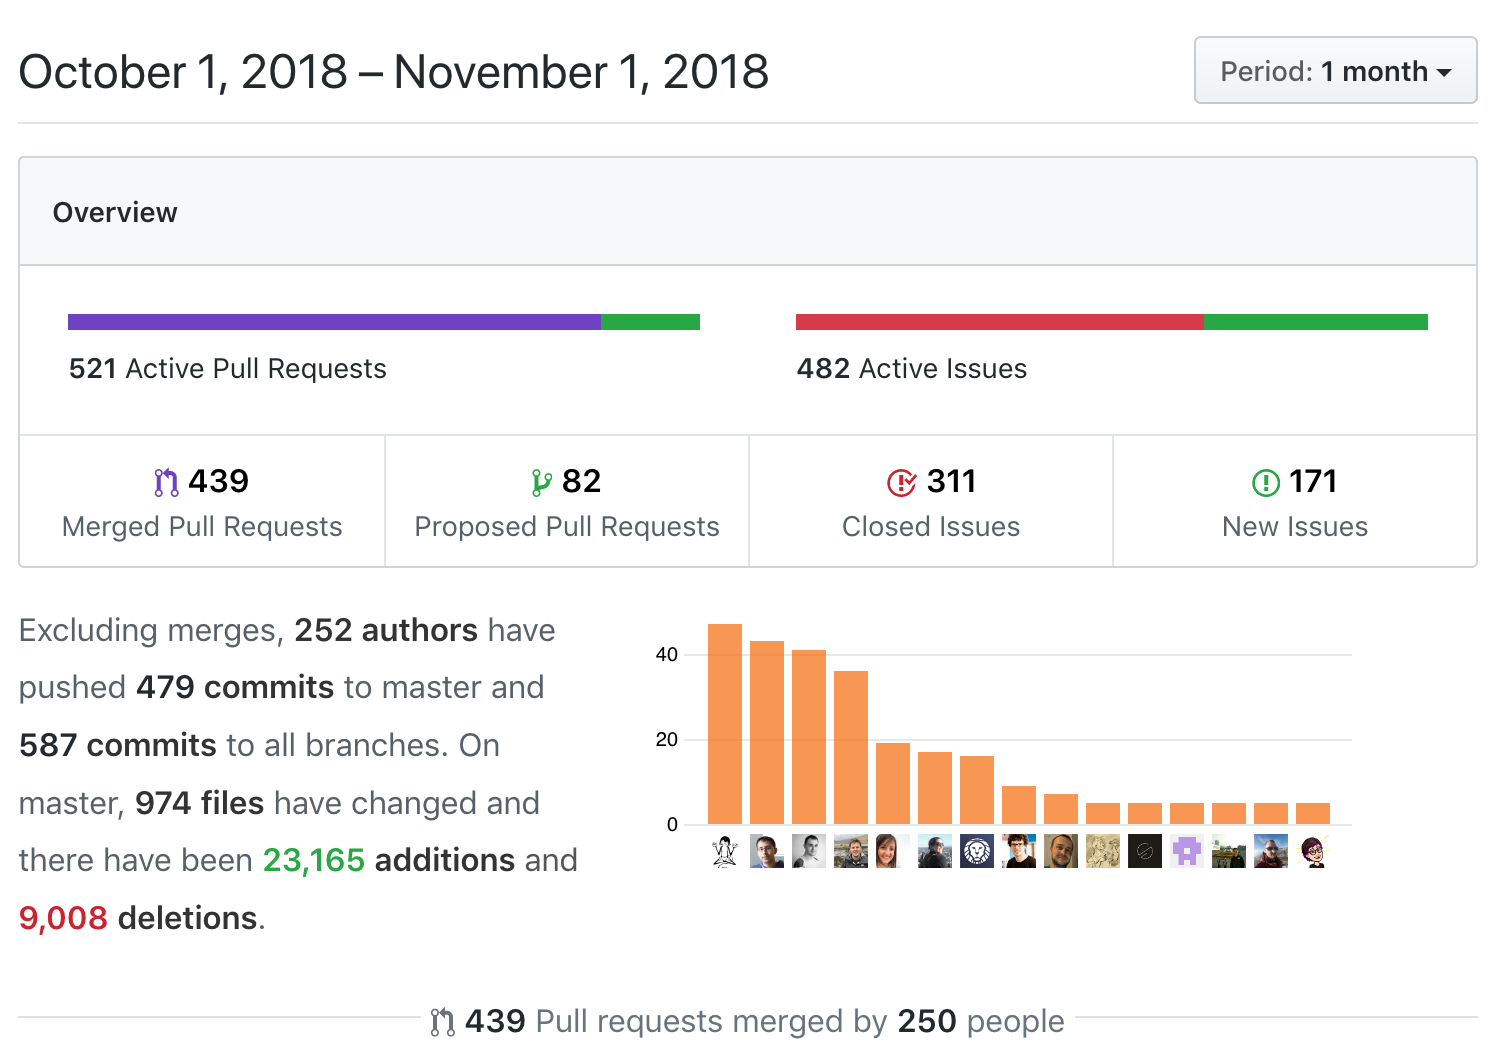 October 1, 2018 – November 1, 2018
Period: 1 month
Overview
521 Active Pull Requests
482 Active Issues
439
Merged Pull Requests
82
Proposed Pull Requests
311
Closed Issues
171
New Issues
Excluding merges, 252 authors have
pushed 479 commits to master and
587 commits to all branches. On
master, 974 files have changed and
there have been 23,165 additions and
9,008 deletions.
40
20
0
439 Pull requests merged by 250 people